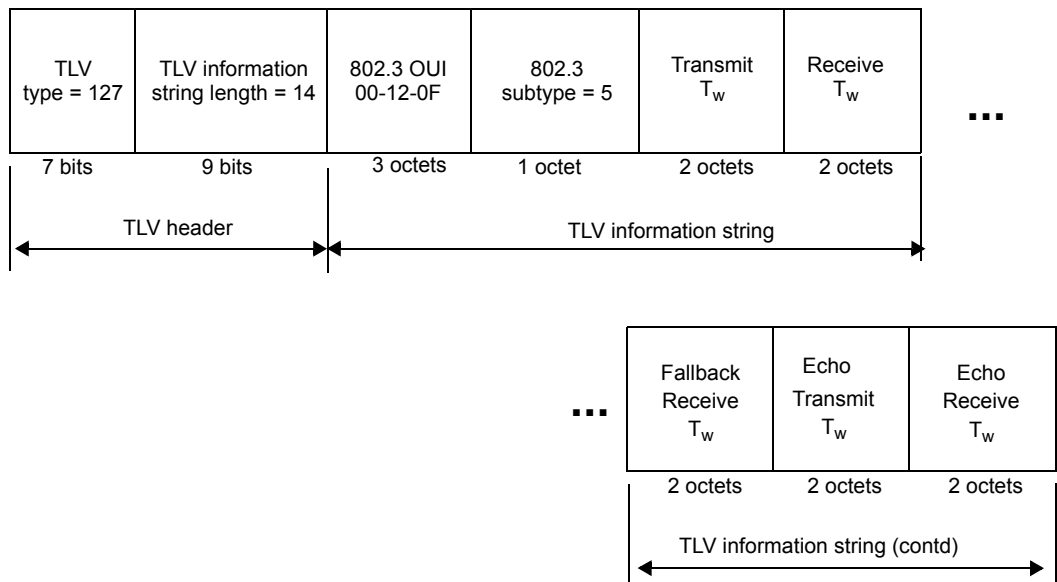 TLV
type = 127
TLV information
string length = 14
802.3 OUI
00-12-0F
802.3
subtype = 5
Transmit
Tw
Receive
Tw
...
7 bits
9 bits
3 octets
1 octet
2 octets
2 octets
TLV header
TLV information string
...
Fallback
Receive
Tw
Echo
Transmit
Tw
Echo
Receive
Tw
2 octets
2 octets
2 octets
TLV information string (contd)